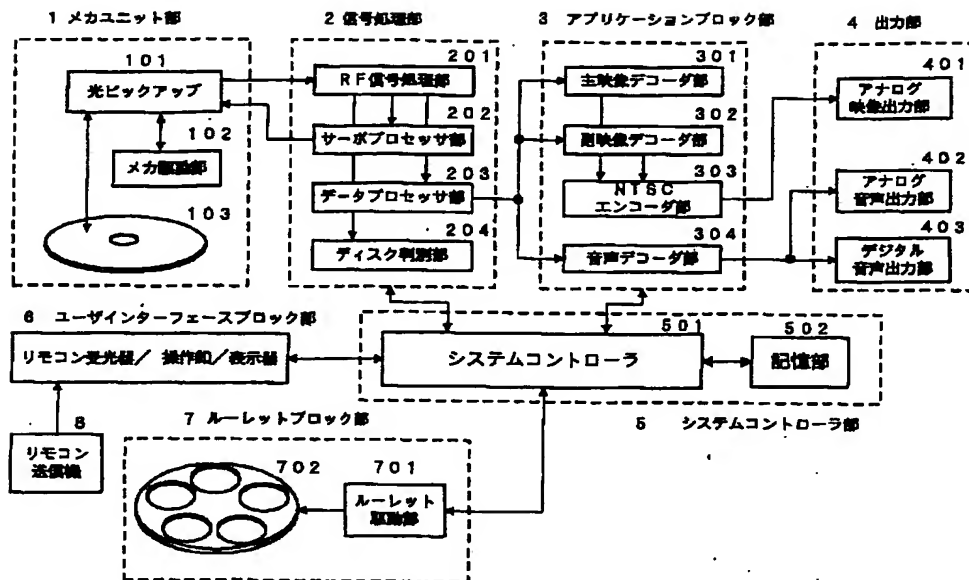 1 メカユニット部
2 信号処理部
3 アプリケーションブロック部
4 出力部
101
光ピックアップ
102
メカ駆動部
103
201
RF信号処理部
202
サーボプロセッサ部
203
データプロセッサ部
204
ディスク判別部
301
主映像デコーダ部
302
副映像デコーダ部
303
NTSC
エンコーダ部
304
音声デコーダ部
401
アナログ
映像出力部
402
アナログ
音声出力部
403
デジタル
音声出力部
6 ユーザインターフェースブロック部
リモコン受光器/操作釦/表示器
8
リモコン
送信機
501
システムコントローラ
502
記憶部
5 システムコントローラ部
7 ルーレットブロック部
702
701
ルーレット
駆動部